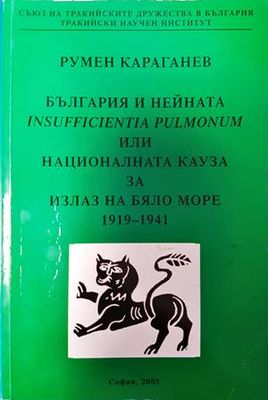 СЪЮЗ НА ТРАКИЙСКИТЕ ДРУЖЕСТВА В БЪЛГАРИЯ
ТРАКИЙСКИ НАУЧЕН ИНСТИТУТ
РУМЕН КАРАГАНЕВ
БЪЛГАРИЯ И НЕЙНАТА
INSUFFICIENTIA PULMONUM
ИЛИ
НАЦИОНАЛНАТА КАУЗА
ЗА
ИЗЛАЗ НА БЯЛО МОРЕ
1919–1941
София, 2005